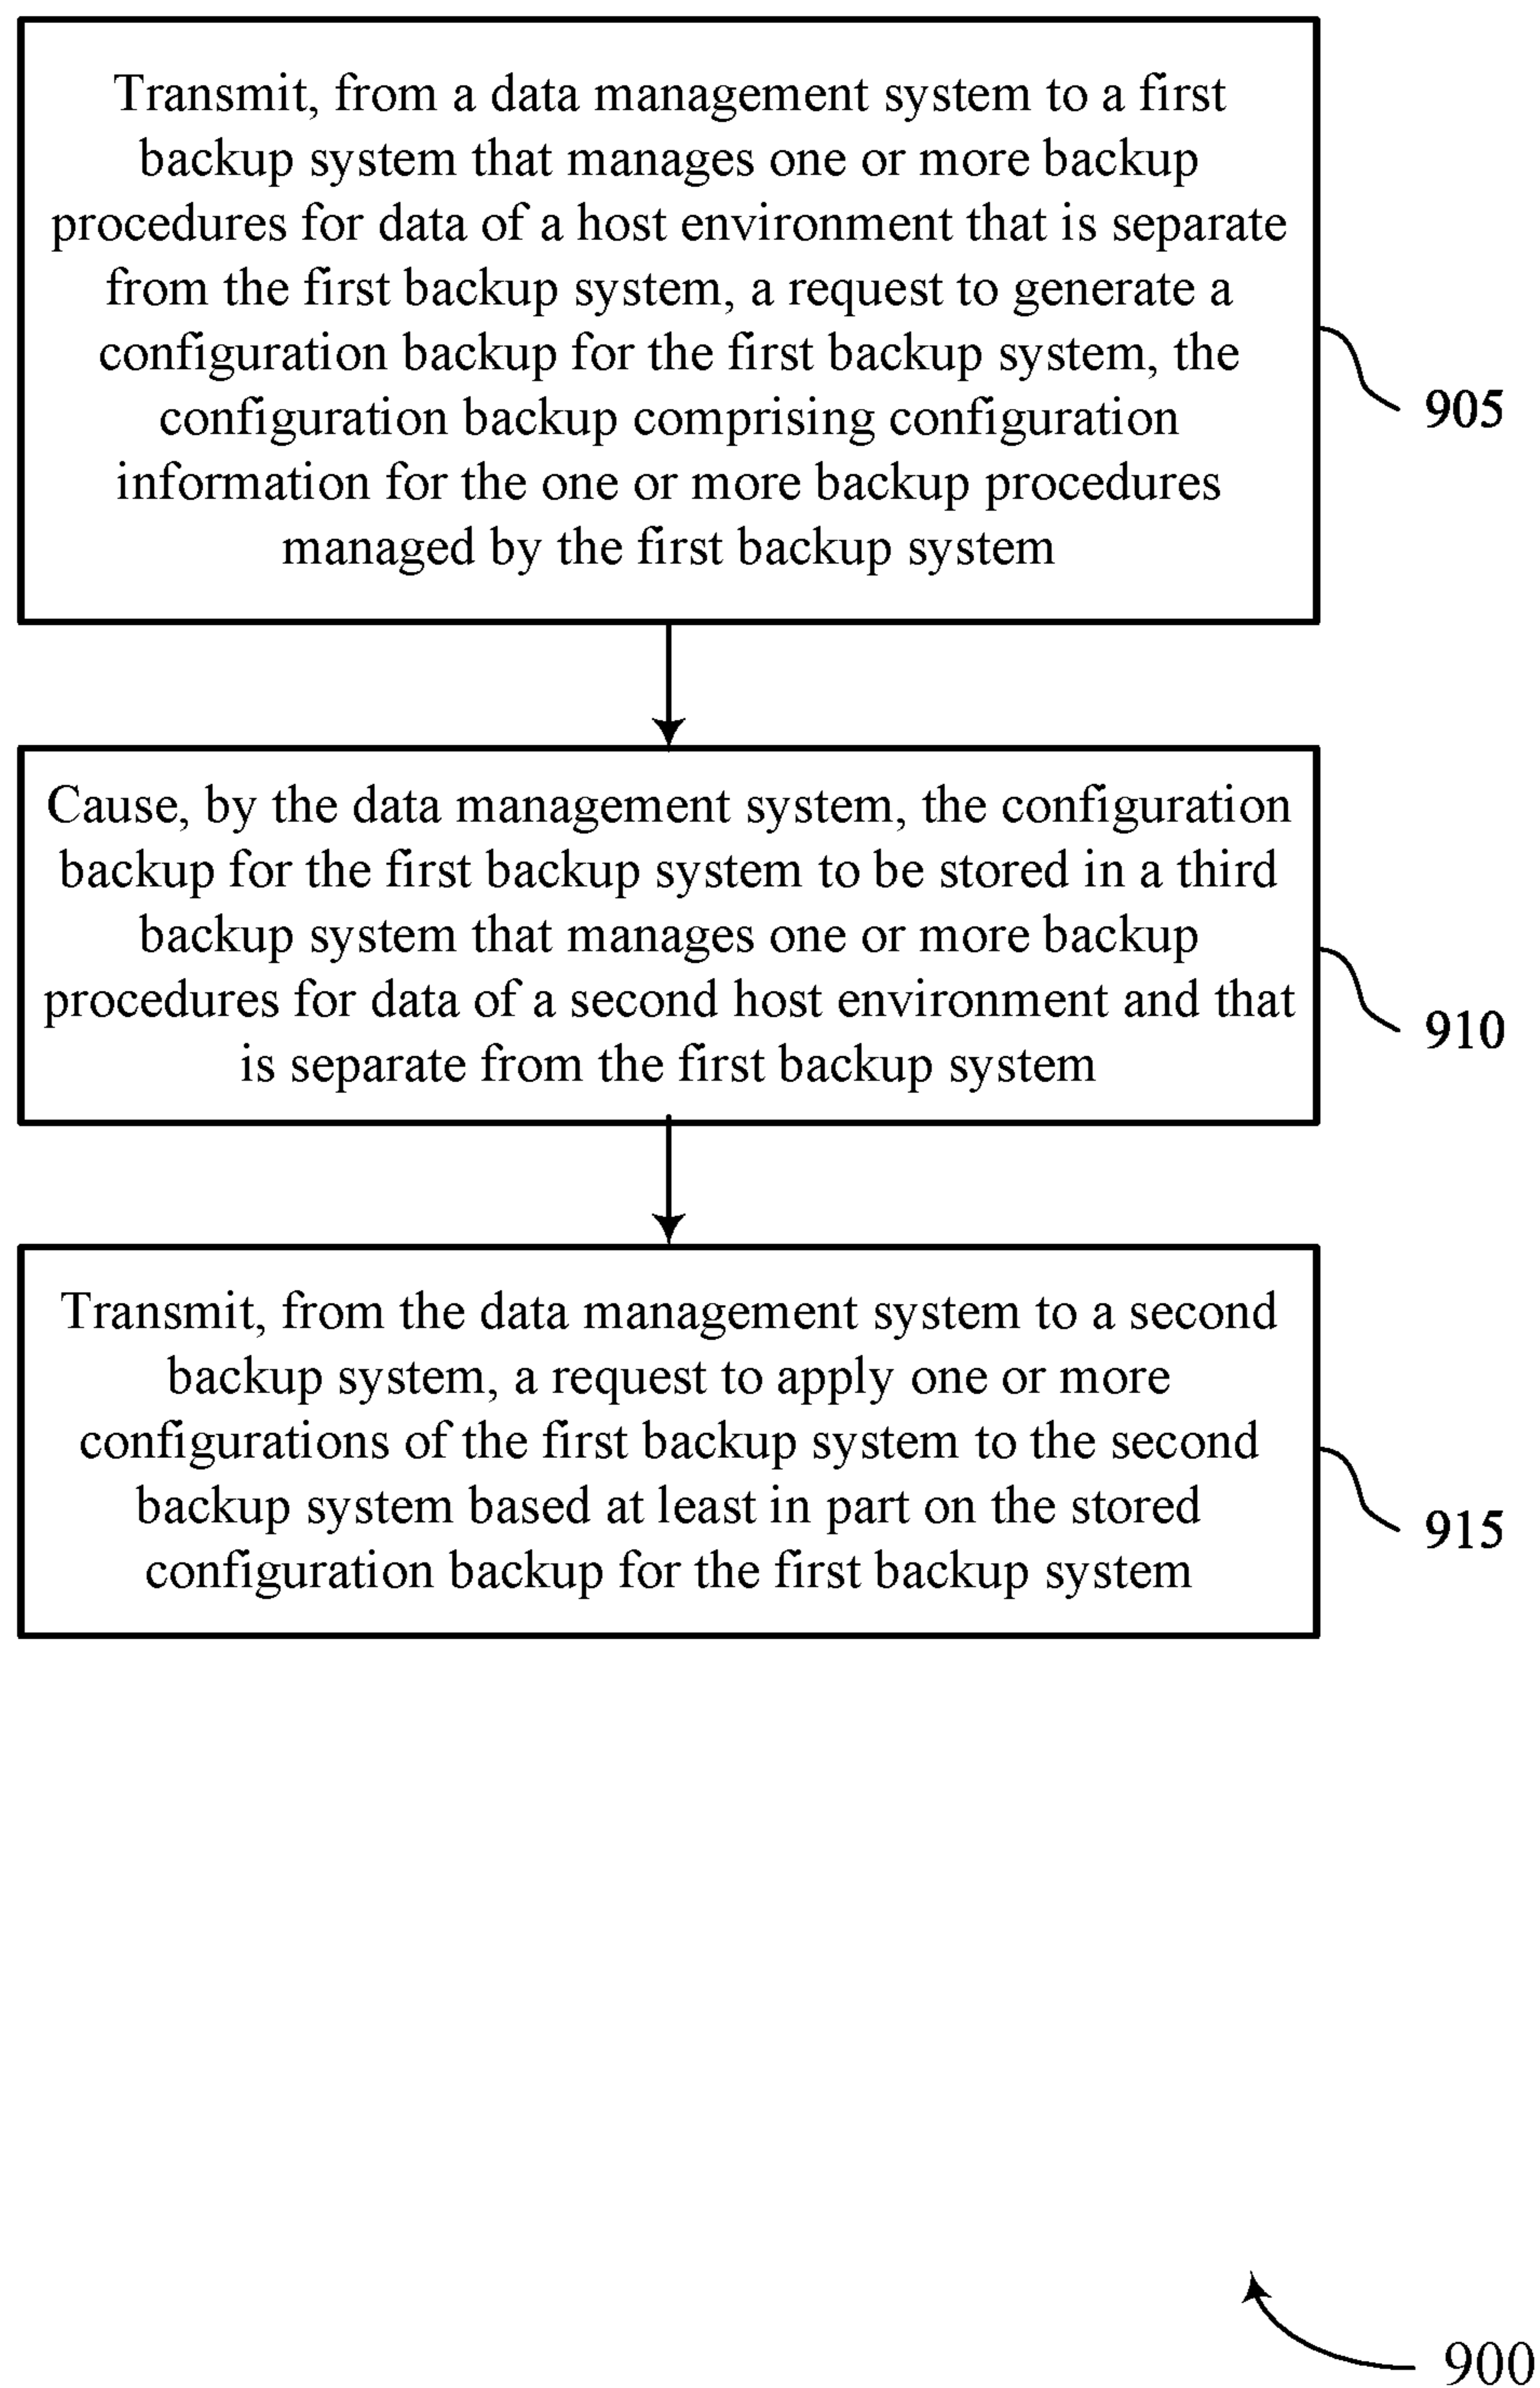 Transmit, from a data management system to a first
backup system that manages one or more backup
procedures for data of a host environment that is separate
from the first backup system, a request to generate a
configuration backup for the first backup system, the
configuration backup comprising configuration
information for the one or more backup procedures
managed by the first backup system
905
Cause, by the data management system, the configuration
backup for the first backup system to be stored in a third
backup system that manages one or more backup
procedures for data of a second host environment and that
is separate from the first backup system
910
Transmit, from the data management system to a second
backup system, a request to apply one or more
configurations of the first backup system to the second
backup system based at least in part on the stored
configuration backup for the first backup system
915
900